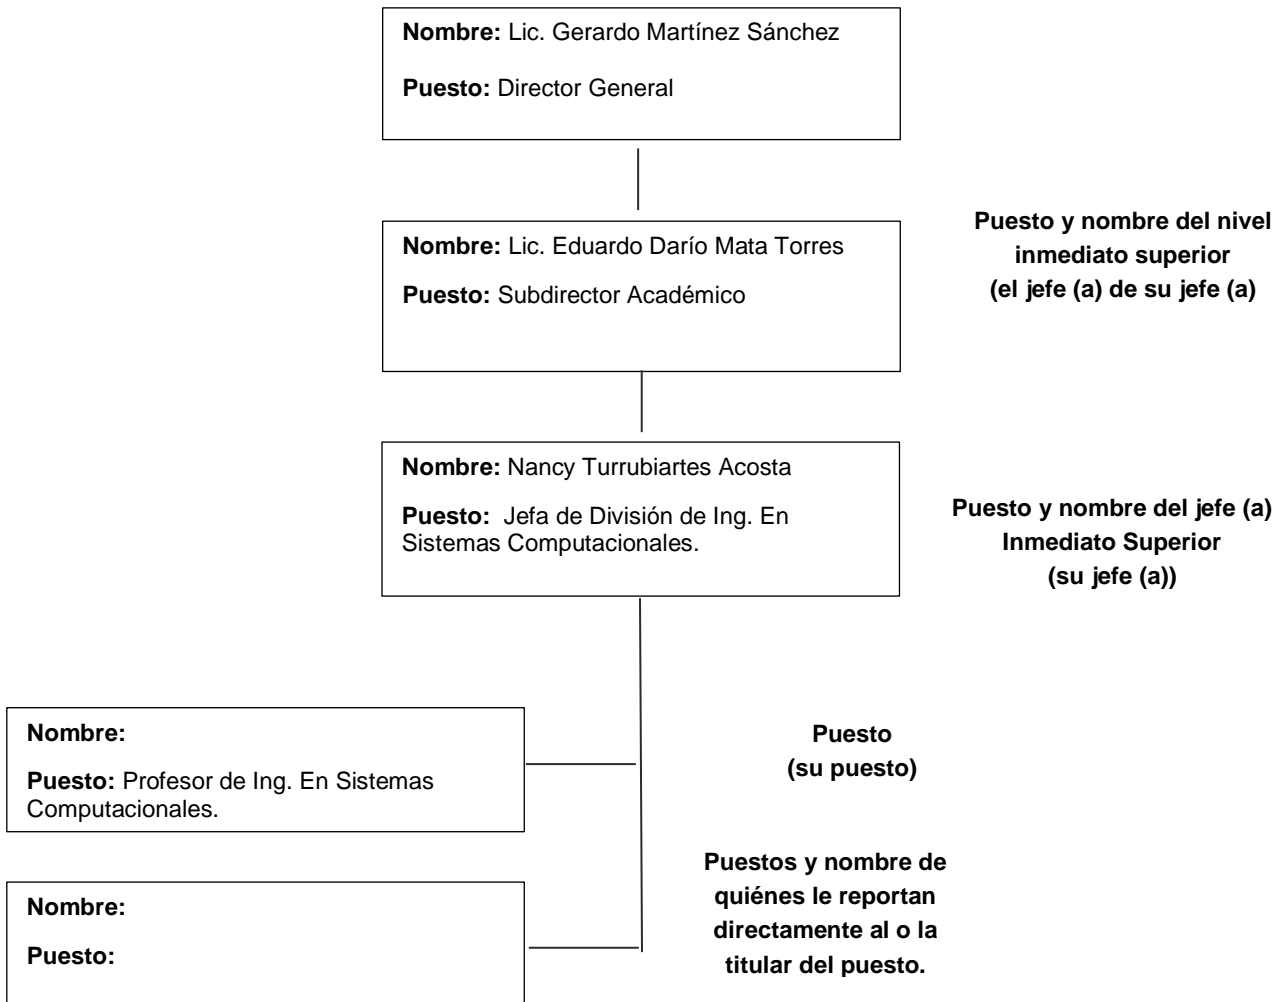 Nombre: Lic. Gerardo Martínez Sánchez
Puesto: Director General
Nombre: Lic. Eduardo Darío Mata Torres
Puesto: Subdirector Académico
Puesto y nombre del nivel
inmediato superior
(el jefe (a) de su jefe (a)
Nombre: Nancy Turrubiartes Acosta
Puesto: Jefa de División de Ing. En
Sistemas Computacionales.
Puesto y nombre del jefe (a)
Inmediato Superior
(su jefe (a))
Nombre:
Puesto: Profesor de Ing. En Sistemas
Computacionales.
Puesto
(su puesto)
Nombre:
Puesto:
Puestos y nombre de
quiénes le reportan
directamente al o la
titular del puesto.